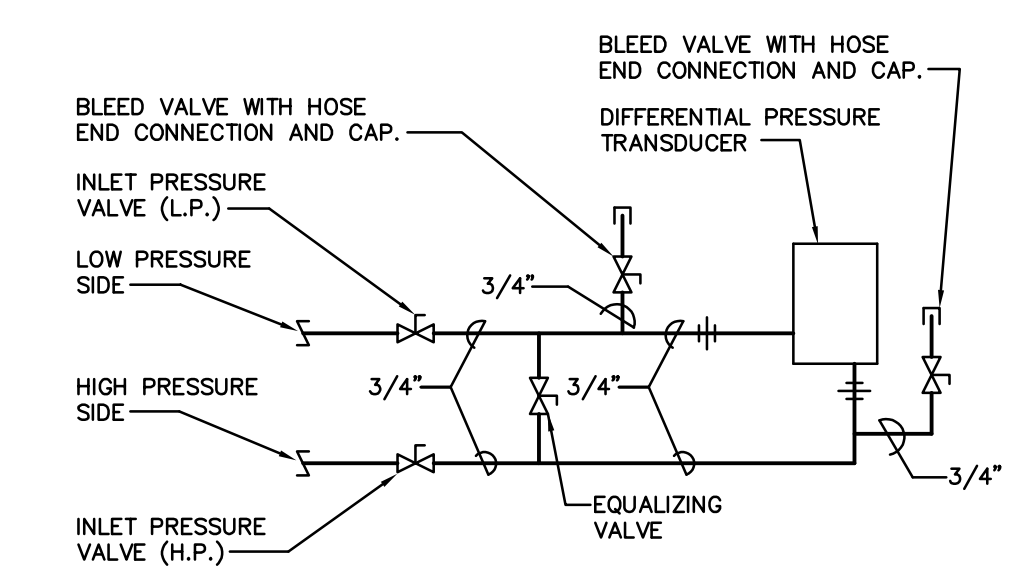 BLEED VALVE WITH HOSE
END CONNECTION AND CAP.
DIFFERENTIAL PRESSURE
TRANSDUCER
BLEED VALVE WITH HOSE
END CONNECTION AND CAP.
INLET PRESSURE
VALVE (L.P.)
LOW PRESSURE
SIDE
3/4"
HIGH PRESSURE
SIDE
3/4"
3/4"
3/4"
EQUALIZING
VALVE
INLET PRESSURE
VALVE (H.P.)